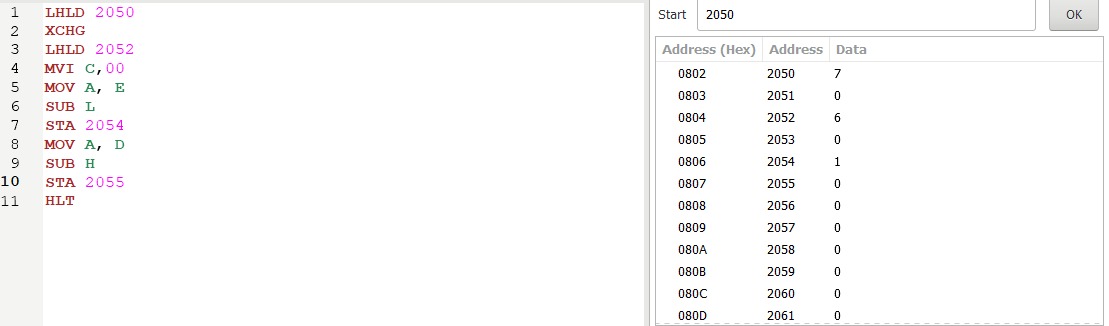 1 LHLD 2050
2 XCHG
3 LHLD 2052
4 MVI C,00
5 MOV A, E
6 SUB L
7 STA 2054
8 MOV A, D
9 SUB H
10 STA 2055
11 HLT
Start 2050 OK
Address (Hex) Address Data
0802 2050 7
0803 2051 0
0804 2052 6
0805 2053 0
0806 2054 1
0807 2055 0
0808 2056 0
0809 2057 0
080A 2058 0
080B 2059 0
080C 2060 0
080D 2061 0